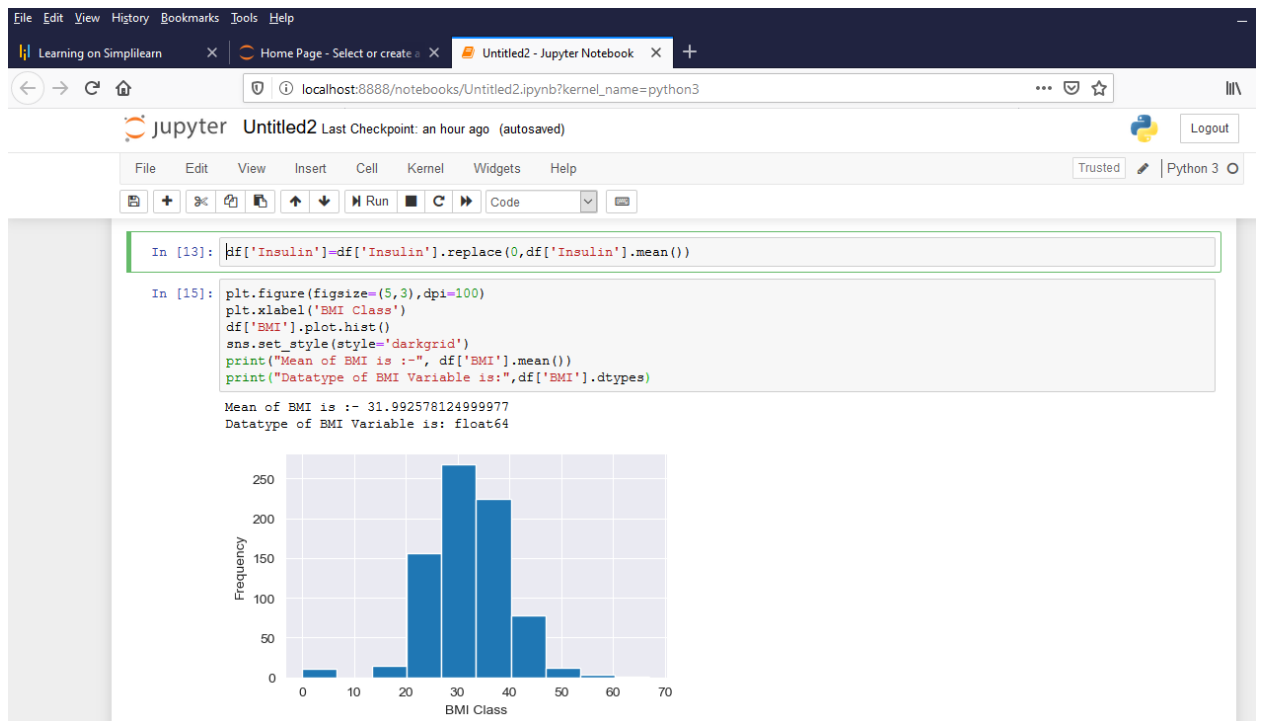 File Edit View History Bookmarks Tools Help
Learning on Simplilearn
Home Page - Select or create a
Untitled2 - Jupyter Notebook
localhost:8888/notebooks/Untitled2.ipynb?kernel_name=python3
jupyter Untitled2 Last Checkpoint: an hour ago (autosaved)
Logout
File Edit View Insert Cell Kernel Widgets Help
Trusted
Python 3
Run
Code
In [13]: df['Insulin']=df['Insulin'].replace(0,df['Insulin'].mean())
In [15]: plt.figure(figsize=(5,3),dpi=100)
plt.xlabel('BMI Class')
df['BMI'].plot.hist()
sns.set_style(style='darkgrid')
print("Mean of BMI is :-", df['BMI'].mean())
print("Datatype of BMI Variable is:",df['BMI'].dtypes)
Mean of BMI is :- 31.992578124999977
Datatype of BMI Variable is: float64
250
200
150
100
50
0
Frequency
0 10 20 30 40 50 60 70
BMI Class